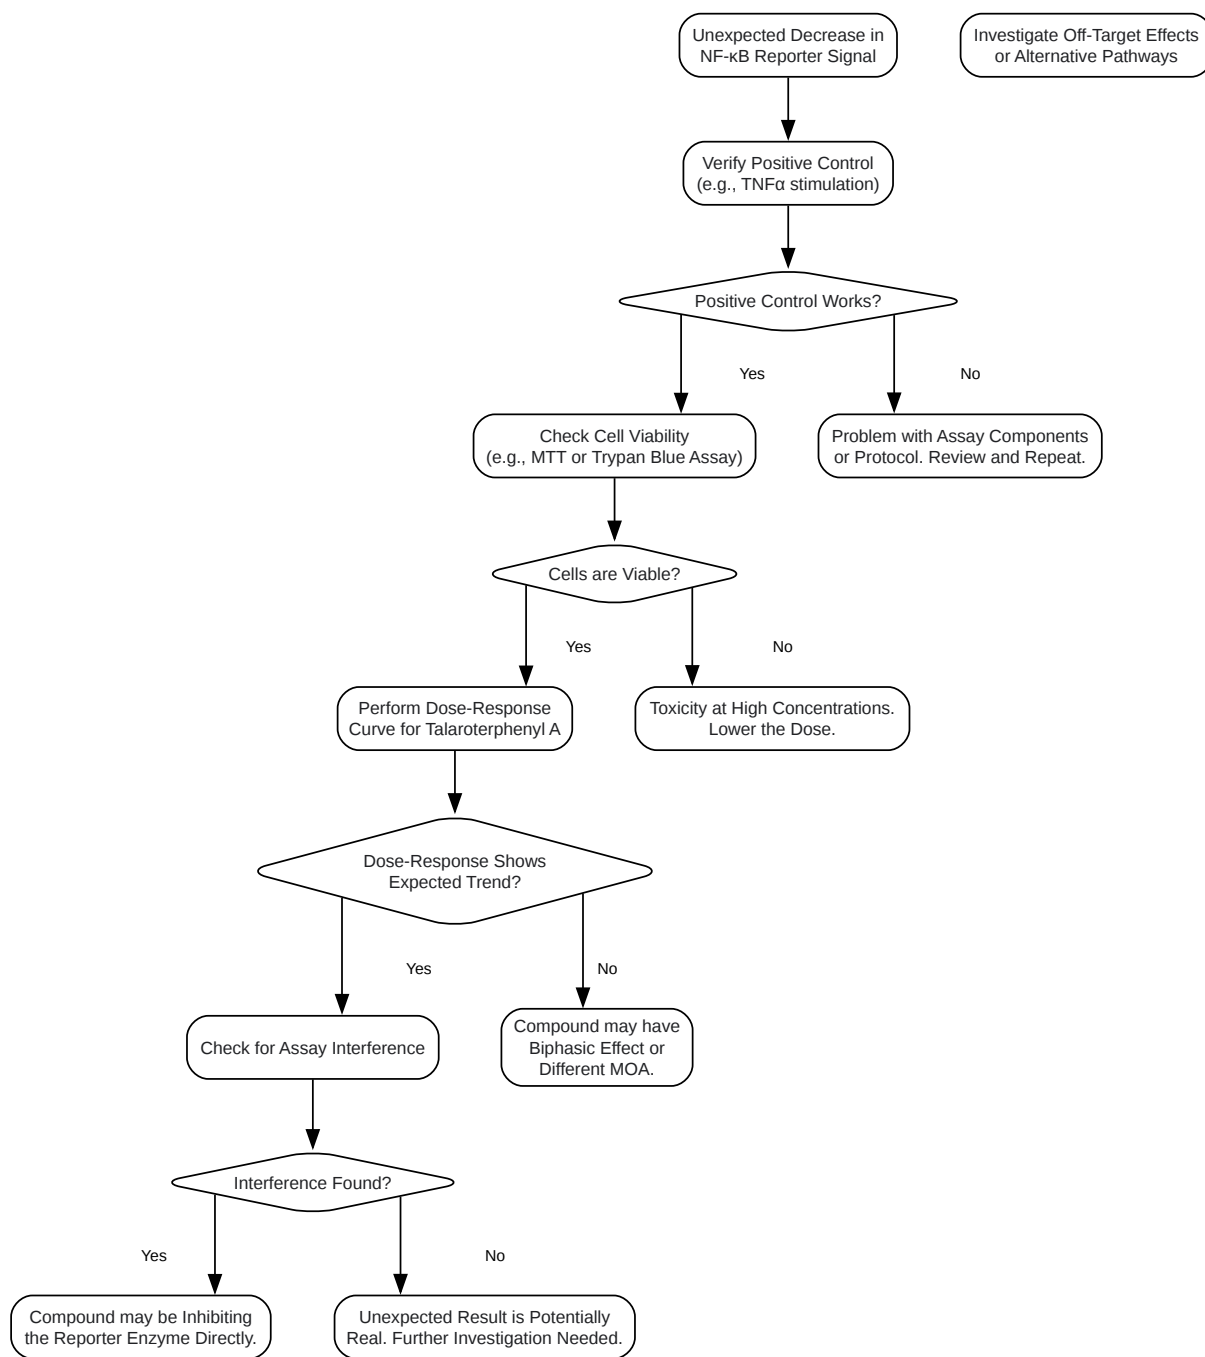 Unexpected Decrease in
NF-κB Reporter Signal
Investigate Off-Target Effects
or Alternative Pathways
Verify Positive Control
(e.g., TNFα stimulation)
Positive Control Works?
Yes
No
Check Cell Viability
(e.g., MTT or Trypan Blue Assay)
Problem with Assay Components
or Protocol. Review and Repeat.
Cells are Viable?
Yes
No
Perform Dose-Response
Curve for Talaroterphenyl A
Toxicity at High Concentrations.
Lower the Dose.
Dose-Response Shows
Expected Trend?
Yes
No
Check for Assay Interference
Compound may have
Biphasic Effect or
Different MOA.
Interference Found?
Yes
No
Compound may be Inhibiting
the Reporter Enzyme Directly.
Unexpected Result is Potentially
Real. Further Investigation Needed.